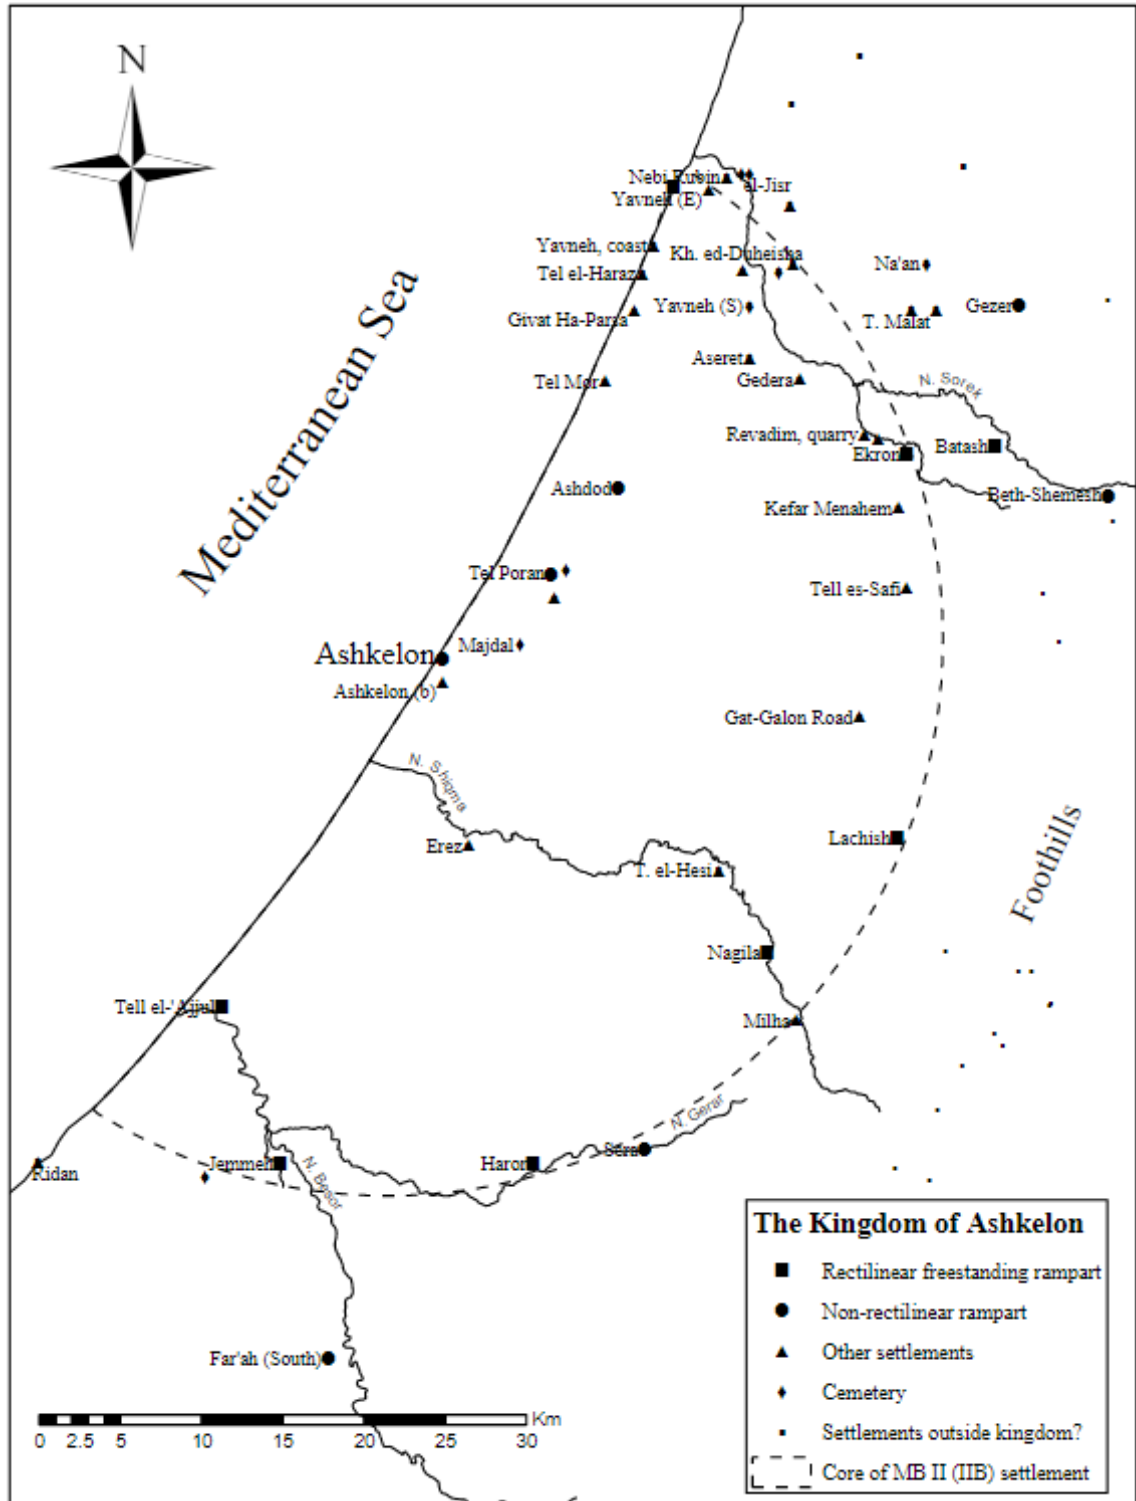 N
Nebi Rubin
el-Jisr
Yavneh (E)
Yavneh, coast
Kh. ed-Duheisha
Na'an
Tel el-Haraz
Yavneh (S)
Gezer
Givat Ha-Parsa
T. Malat
Aseret
Tel Mor
Gedera
N. Sorek
Mediterranean Sea
Revadim, quarry
Batash
Ekron
Ashdod
Beth-Shemesh
Kefar Menahem
Tel Poran
Tell es-Safi
Majdal
Ashkelon
Ashkelon (b)
Gat-Galon Road
N. Shiqma
Erez
Lachish
T. el-Hesi
Foothills
Nagila
Tell el-'Ajjul
Milha
N. Gerar
Sera
Ridan
Jemmeh
Haror
N. Besor
Far'ah (South)
Km
0 2.5 5 10 15 20 25 30
The Kingdom of Ashkelon
Rectilinear freestanding rampart
Non-rectilinear rampart
Other settlements
Cemetery
Settlements outside kingdom?
Core of MB II (IIB) settlement